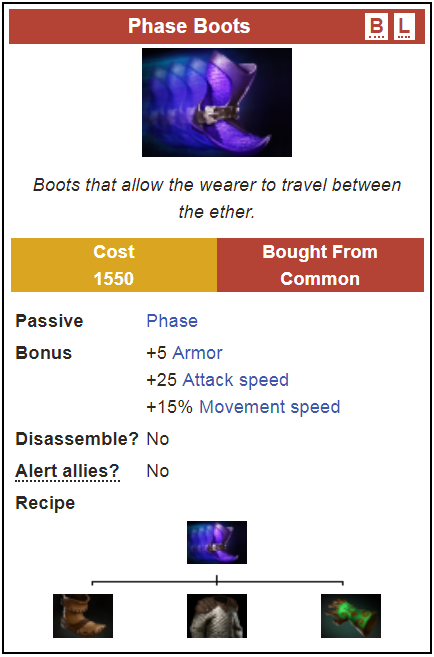 Phase Boots B L
Boots that allow the wearer to travel between
the ether.
Cost Bought From
1550 Common
Passive Phase
Bonus +5 Armor
+25 Attack speed
+15% Movement speed
Disassemble? No
Alert allies? No
Recipe